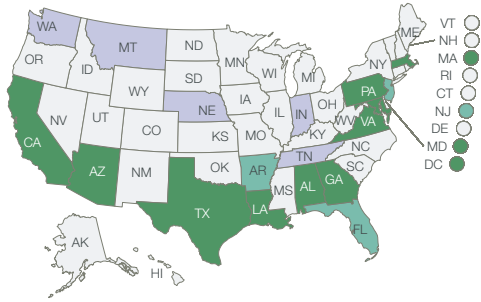 WA
MT
ND
MN
ME
VT
NH
MA
RI
CT
NJ
DE
MD
DC
OR
ID
WY
SD
WI
MI
NY
NV
UT
CO
NE
IA
IL
IN
OH
PA
CA
KS
MO
KY
WV
VA
AZ
NM
OK
AR
TN
NC
SC
TX
LA
MS
AL
GA
FL
AK
HI